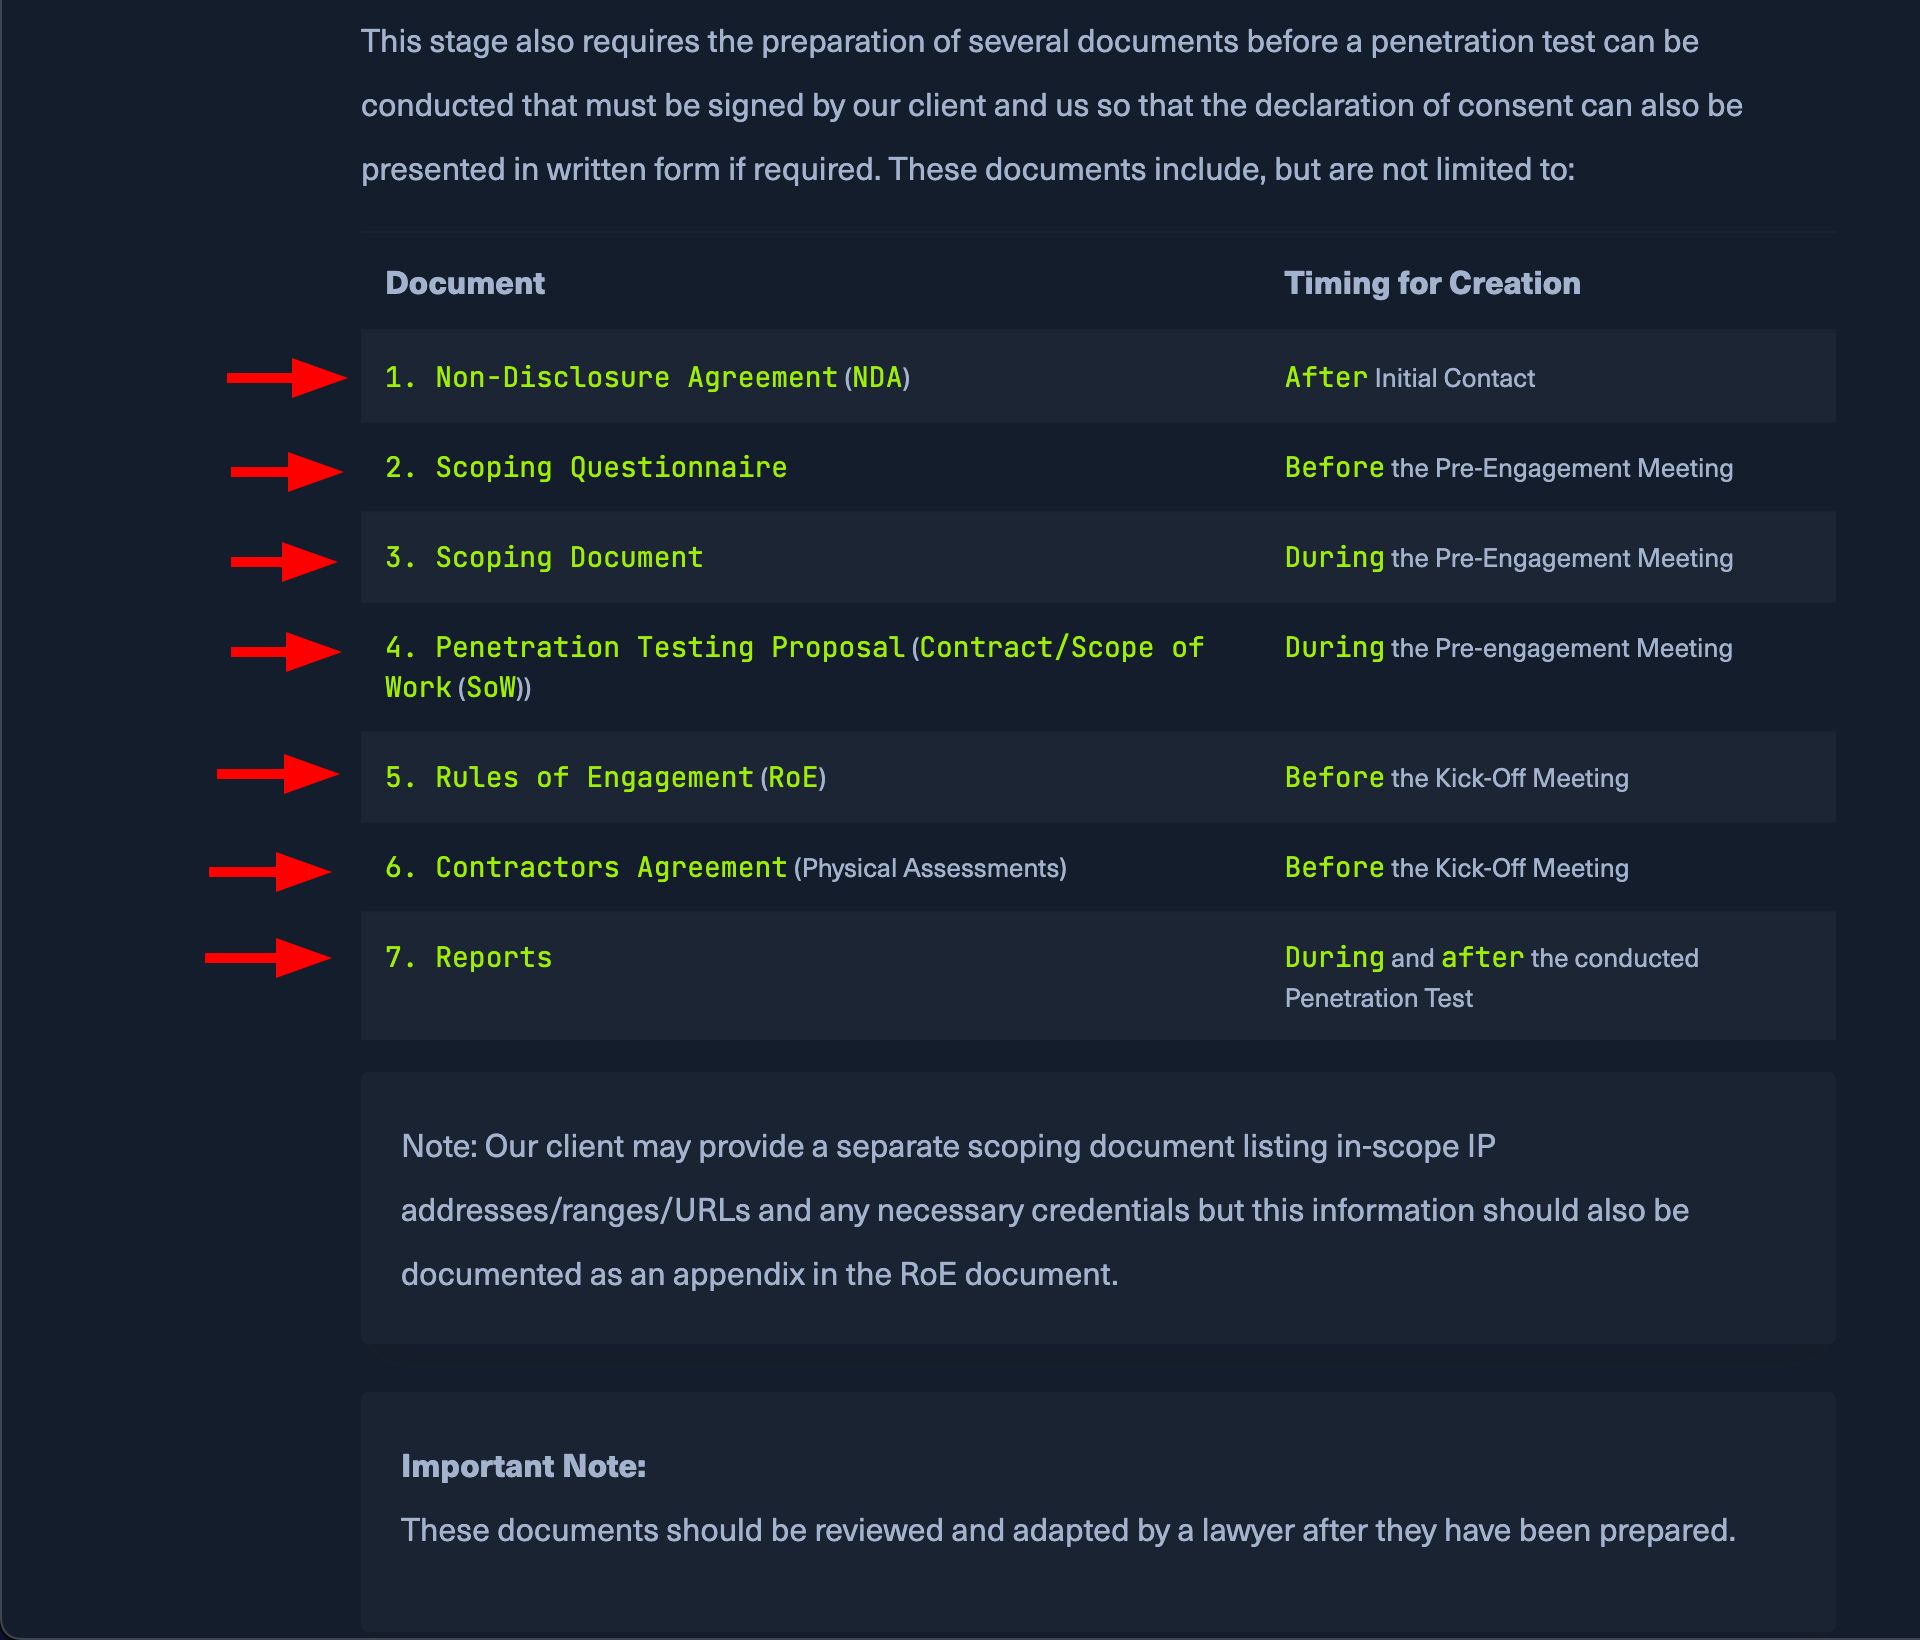 This stage also requires the preparation of several documents before a penetration test can be
conducted that must be signed by our client and us so that the declaration of consent can also be
presented in written form if required. These documents include, but are not limited to:
Document Timing for Creation
1. Non-Disclosure Agreement (NDA) After Initial Contact
2. Scoping Questionnaire Before the Pre-Engagement Meeting
3. Scoping Document During the Pre-Engagement Meeting
4. Penetration Testing Proposal (Contract/Scope of During the Pre-engagement Meeting
Work (SoW))
5. Rules of Engagement (RoE) Before the Kick-Off Meeting
6. Contractors Agreement (Physical Assessments) Before the Kick-Off Meeting
7. Reports During and after the conducted
Penetration Test
Note: Our client may provide a separate scoping document listing in-scope IP
addresses/ranges/URLs and any necessary credentials but this information should also be
documented as an appendix in the RoE document.
Important Note:
These documents should be reviewed and adapted by a lawyer after they have been prepared.